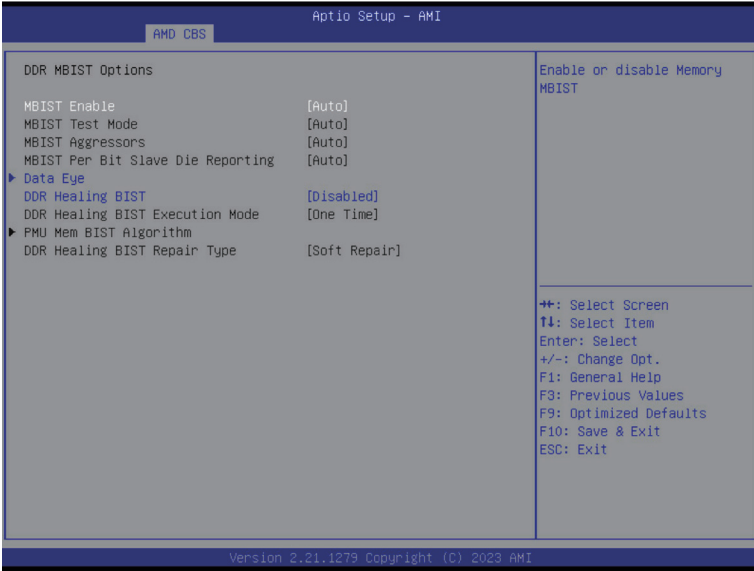 Aptio Setup - AMI
AMD CBS
DDR MBIST Options
MBIST Enable [Auto]
MBIST Test Mode [Auto]
MBIST Aggressors [Auto]
MBIST Per Bit Slave Die Reporting [Auto]
Data Eye
DDR Healing BIST [Disabled]
DDR Healing BIST Execution Mode [One Time]
PMU Mem BIST Algorithm
DDR Healing BIST Repair Type [Soft Repair]
Enable or disable Memory
MBIST
→←: Select Screen
↑↓: Select Item
Enter: Select
+/-: Change Opt.
F1: General Help
F3: Previous Values
F9: Optimized Defaults
F10: Save & Exit
ESC: Exit
Version 2.21.1279 Copyright (C) 2023 AMI